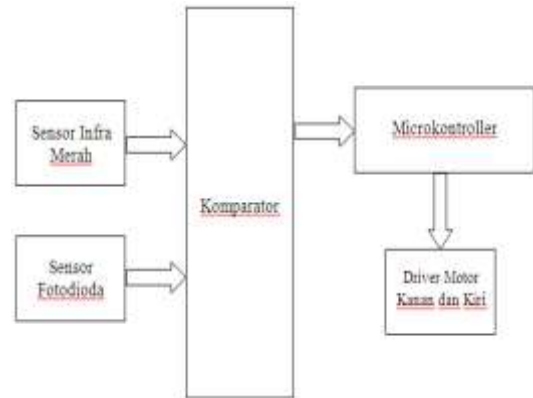 Sensor Infra
Merah
Sensor
Fotodioda
Komparator
Microkontroller
Driver Motor
Kanan dan Kiri